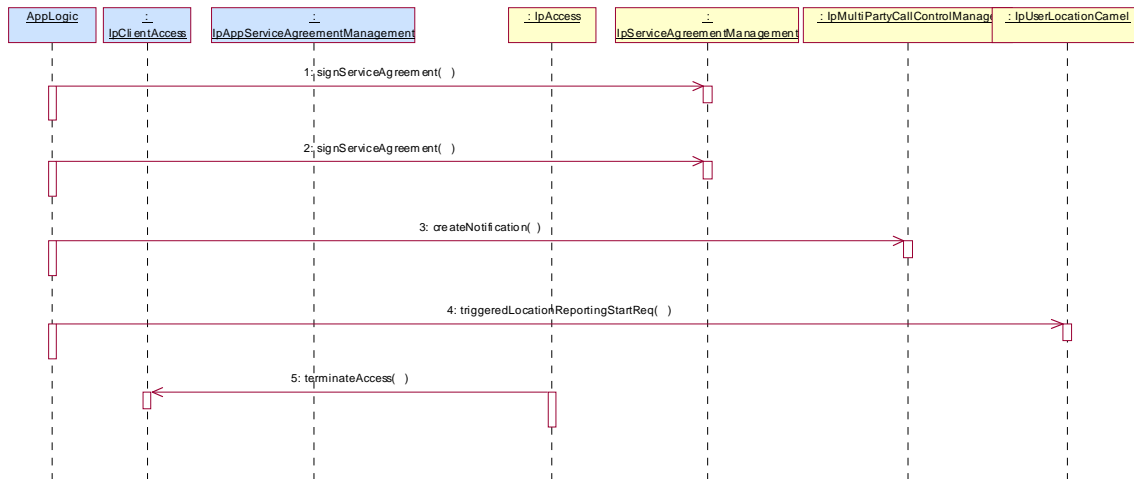 AppLogic
:
IpClientAccess
:
IpAppServiceAgreementManagement
: IpAccess
:
IpServiceAgreementManagement
: IpMultiPartyCallControlManage
: IpUserLocationCamel
1: signServiceAgreement( )
2: signServiceAgreement( )
3: createNotification( )
4: triggeredLocationReportingStartReq( )
5: terminateAccess( )